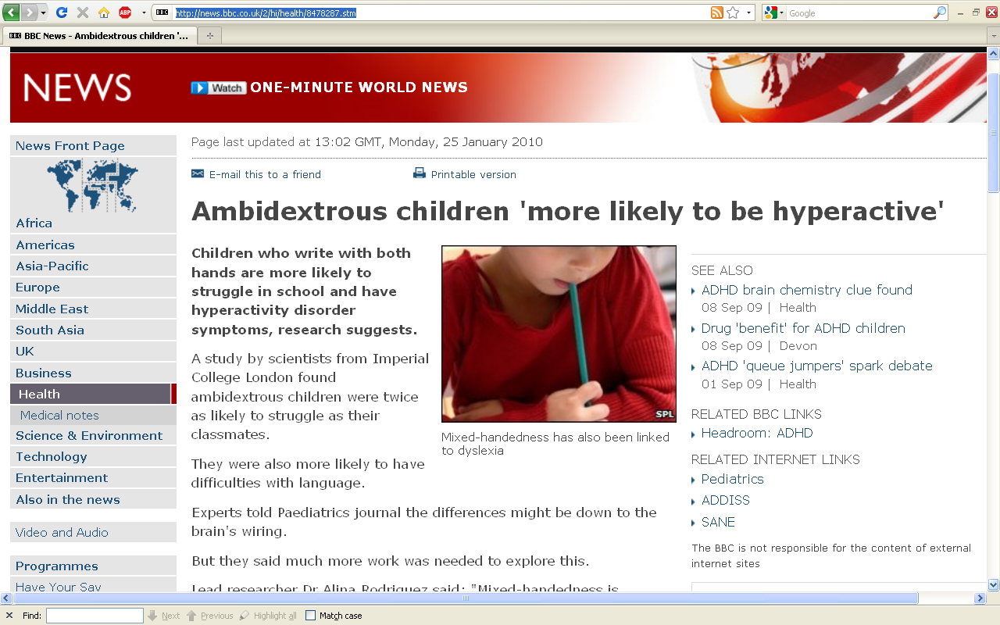 http://news.bbc.co.uk/2/hi/health/8478287.stm
Google
BBC News - Ambidextrous children '...
NEWS
Watch ONE-MINUTE WORLD NEWS
News Front Page
Africa
Americas
Asia-Pacific
Europe
Middle East
South Asia
UK
Business
Health
Medical notes
Science & Environment
Technology
Entertainment
Also in the news
Video and Audio
Programmes
Have Your Say
Page last updated at 13:02 GMT, Monday, 25 January 2010
E-mail this to a friend
Printable version
Ambidextrous children 'more likely to be hyperactive'
Children who write with both
hands are more likely to
struggle in school and have
hyperactivity disorder
symptoms, research suggests.
A study by scientists from Imperial
College London found
ambidextrous children were twice
as likely to struggle as their
classmates.
They were also more likely to have
difficulties with language.
Experts told Paediatrics journal the differences might be down to the
brain's wiring.
But they said much more work was needed to explore this.
Lead researcher Dr Alina Rodriguez said: "Mixed-handedness is
SPL
Mixed-handedness has also been linked
to dyslexia
SEE ALSO
ADHD brain chemistry clue found
08 Sep 09 | Health
Drug 'benefit' for ADHD children
08 Sep 09 | Devon
ADHD 'queue jumpers' spark debate
01 Sep 09 | Health
RELATED BBC LINKS
Headroom: ADHD
RELATED INTERNET LINKS
Pediatrics
ADDISS
SANE
The BBC is not responsible for the content of external
internet sites
Find:
Next
Previous
Highlight all
Match case
BBC
ABP
BBC